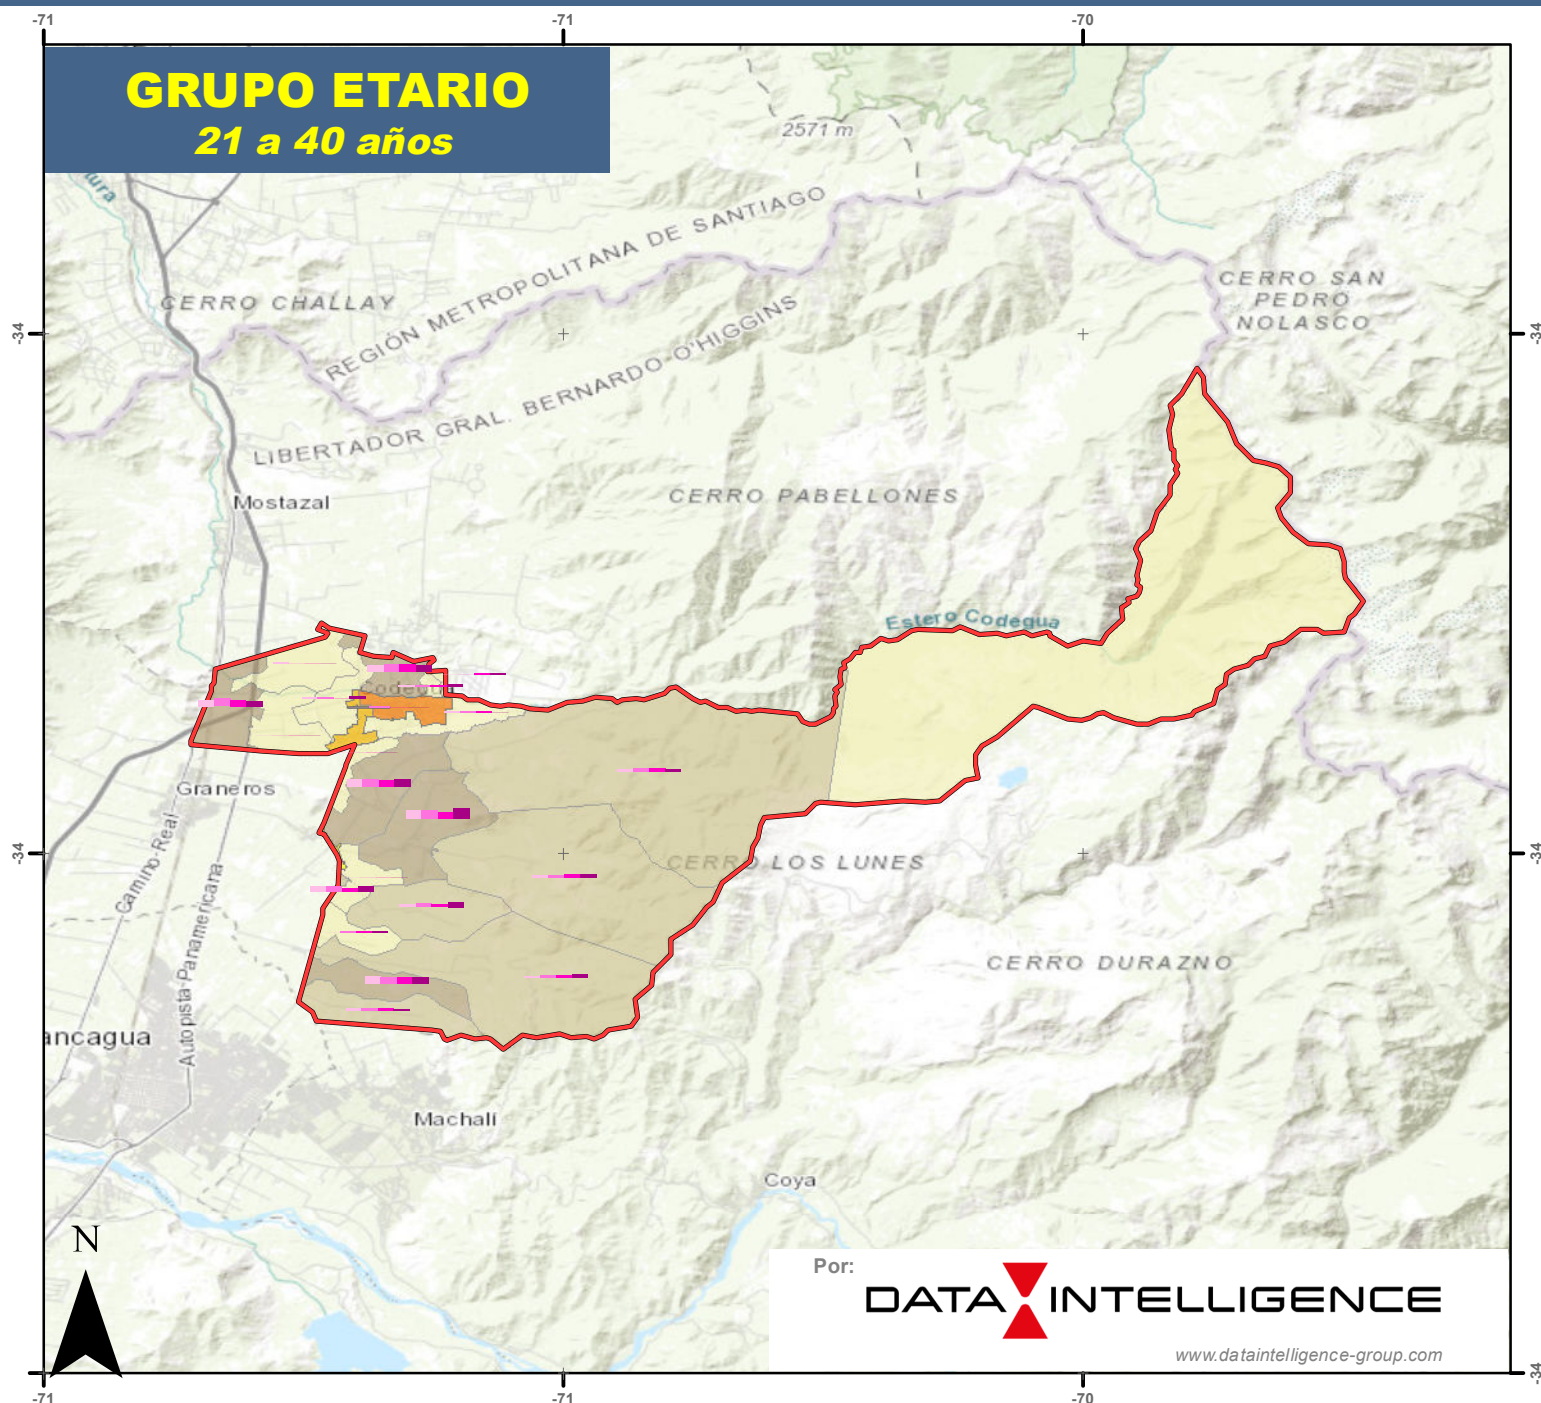 -71
-71
-70
GRUPO ETARIO
21 a 40 años
2571 m
REGIÓN METROPOLITANA DE SANTIAGO
CERRO CHALLAY
CERRO SAN
PEDRO
NOLASCO
-34
-34
LIBERTADOR GRAL. BERNARDO O'HIGGINS
Mostazal
CERRO PABELLONES
Estero Codegua
Codegua
Graneros
-34
-34
CERRO LOS LUNES
Camino Real
Autopista Panamericana
CERRO DURAZNO
ancagua
Machalí
Coya
N
Por:
DATA INTELLIGENCE
www.dataintelligence-group.com
-34
-34
-71
-71
-70